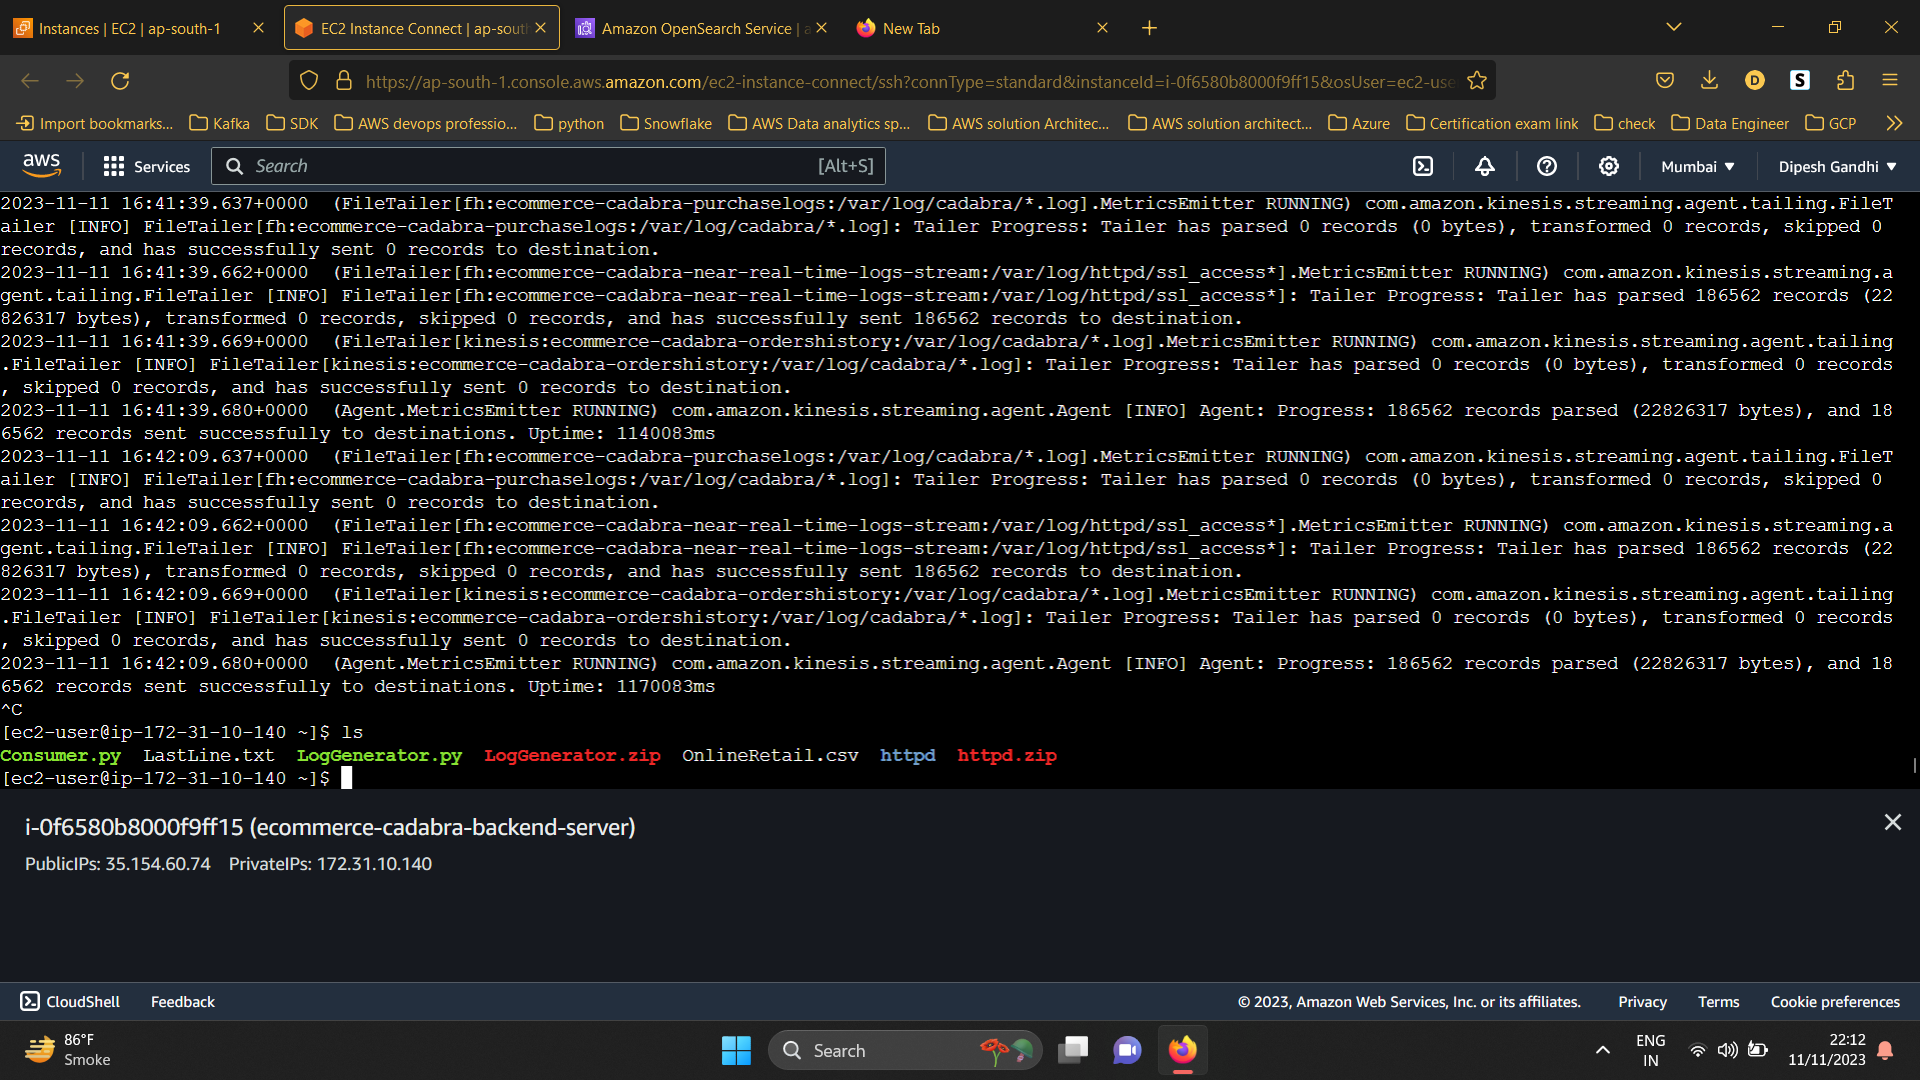 Instances | EC2 | ap-south-1
EC2 Instance Connect | ap-sout
Amazon OpenSearch Service | a
New Tab
https://ap-south-1.console.aws.amazon.com/ec2-instance-connect/ssh?connType=standard&instanceId=i-0f6580b8000f9ff15&osUser=ec2-use
D
S
Import bookmarks...
Kafka
SDK
AWS devops professio...
python
Snowflake
AWS Data analytics sp...
AWS solution Architec...
AWS solution architect...
Azure
Certification exam link
check
Data Engineer
GCP
aws
Services
Search
[Alt+S]
Mumbai
Dipesh Gandhi
2023-11-11 16:41:39.637+0000  (FileTailer[fh:ecommerce-cadabra-purchaselogs:/var/log/cadabra/*.log].MetricsEmitter RUNNING) com.amazon.kinesis.streaming.agent.tailing.FileT
ailer [INFO] FileTailer[fh:ecommerce-cadabra-purchaselogs:/var/log/cadabra/*.log]: Tailer Progress: Tailer has parsed 0 records (0 bytes), transformed 0 records, skipped 0
records, and has successfully sent 0 records to destination.
2023-11-11 16:41:39.662+0000  (FileTailer[fh:ecommerce-cadabra-near-real-time-logs-stream:/var/log/httpd/ssl_access*].MetricsEmitter RUNNING) com.amazon.kinesis.streaming.a
gent.tailing.FileTailer [INFO] FileTailer[fh:ecommerce-cadabra-near-real-time-logs-stream:/var/log/httpd/ssl_access*]: Tailer Progress: Tailer has parsed 186562 records (22
826317 bytes), transformed 0 records, skipped 0 records, and has successfully sent 186562 records to destination.
2023-11-11 16:41:39.669+0000  (FileTailer[kinesis:ecommerce-cadabra-ordershistory:/var/log/cadabra/*.log].MetricsEmitter RUNNING) com.amazon.kinesis.streaming.agent.tailing
.FileTailer [INFO] FileTailer[kinesis:ecommerce-cadabra-ordershistory:/var/log/cadabra/*.log]: Tailer Progress: Tailer has parsed 0 records (0 bytes), transformed 0 records
, skipped 0 records, and has successfully sent 0 records to destination.
2023-11-11 16:41:39.680+0000  (Agent.MetricsEmitter RUNNING) com.amazon.kinesis.streaming.agent.Agent [INFO] Agent: Progress: 186562 records parsed (22826317 bytes), and 18
6562 records sent successfully to destinations. Uptime: 1140083ms
2023-11-11 16:42:09.637+0000  (FileTailer[fh:ecommerce-cadabra-purchaselogs:/var/log/cadabra/*.log].MetricsEmitter RUNNING) com.amazon.kinesis.streaming.agent.tailing.FileT
ailer [INFO] FileTailer[fh:ecommerce-cadabra-purchaselogs:/var/log/cadabra/*.log]: Tailer Progress: Tailer has parsed 0 records (0 bytes), transformed 0 records, skipped 0
records, and has successfully sent 0 records to destination.
2023-11-11 16:42:09.662+0000  (FileTailer[fh:ecommerce-cadabra-near-real-time-logs-stream:/var/log/httpd/ssl_access*].MetricsEmitter RUNNING) com.amazon.kinesis.streaming.a
gent.tailing.FileTailer [INFO] FileTailer[fh:ecommerce-cadabra-near-real-time-logs-stream:/var/log/httpd/ssl_access*]: Tailer Progress: Tailer has parsed 186562 records (22
826317 bytes), transformed 0 records, skipped 0 records, and has successfully sent 186562 records to destination.
2023-11-11 16:42:09.669+0000  (FileTailer[kinesis:ecommerce-cadabra-ordershistory:/var/log/cadabra/*.log].MetricsEmitter RUNNING) com.amazon.kinesis.streaming.agent.tailing
.FileTailer [INFO] FileTailer[kinesis:ecommerce-cadabra-ordershistory:/var/log/cadabra/*.log]: Tailer Progress: Tailer has parsed 0 records (0 bytes), transformed 0 records
, skipped 0 records, and has successfully sent 0 records to destination.
2023-11-11 16:42:09.680+0000  (Agent.MetricsEmitter RUNNING) com.amazon.kinesis.streaming.agent.Agent [INFO] Agent: Progress: 186562 records parsed (22826317 bytes), and 18
6562 records sent successfully to destinations. Uptime: 1170083ms
^C
[ec2-user@ip-172-31-10-140 ~]$ ls
Consumer.py  LastLine.txt  LogGenerator.py  LogGenerator.zip  OnlineRetail.csv  httpd  httpd.zip
[ec2-user@ip-172-31-10-140 ~]$
i-0f6580b8000f9ff15 (ecommerce-cadabra-backend-server)
PublicIPs: 35.154.60.74  PrivateIPs: 172.31.10.140
CloudShell
Feedback
© 2023, Amazon Web Services, Inc. or its affiliates.
Privacy
Terms
Cookie preferences
86°F
Smoke
Search
ENG
IN
22:12
11/11/2023